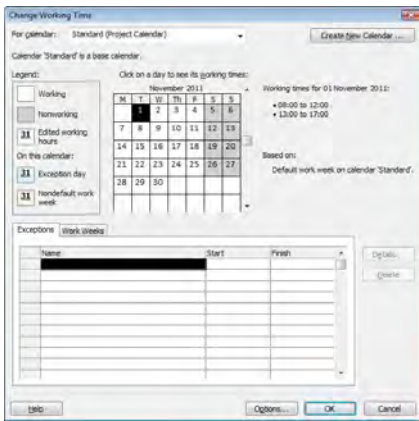 Change Working Time
For calendar: Standard (Project Calendar)
Create New Calendar ...
Calendar 'Standard' is a base calendar.
Legend:
Working
Nonworking
31 Edited working hours
On this calendar:
31 Exception day
31 Nondefault work week
Click on a day to see its working times:
November 2011
M T W Th F S S
1 2 3 4 5 6
7 8 9 10 11 12 13
14 15 16 17 18 19 20
21 22 23 24 25 26 27
28 29 30
Working times for 01 November 2011:
• 08:00 to 12:00
• 13:00 to 17:00
Based on:
Default work week on calendar 'Standard'.
Exceptions Work Weeks
Name Start Finish
Details...
Delete
Help
Options...
OK
Cancel